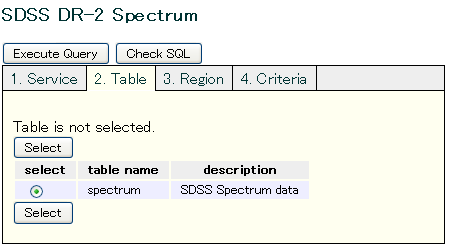 SDSS DR-2 Spectrum
Execute Query Check SQL
1. Service 2. Table 3. Region 4. Criteria
Table is not selected.
Select
select table name description
spectrum SDSS Spectrum data
Select